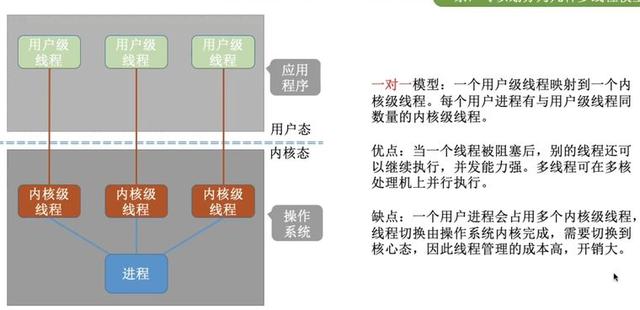 用户级
线程
用户级
线程
用户级
线程
应用
程序
用户态
内核态
内核级
线程
内核级
线程
内核级
线程
操作
系统
进程
一对一模型：一个用户级线程映射到一个内
核级线程。每个用户进程有与用户级线程同
数量的内核级线程。
优点：当一个线程被阻塞后，别的线程还可
以继续执行，并发能力强。多线程可在多核
处理机上并行执行。
缺点：一个用户进程会占用多个内核级线程，
线程切换由操作系统内核完成，需要切换到
核心态，因此线程管理的成本高，开销大。